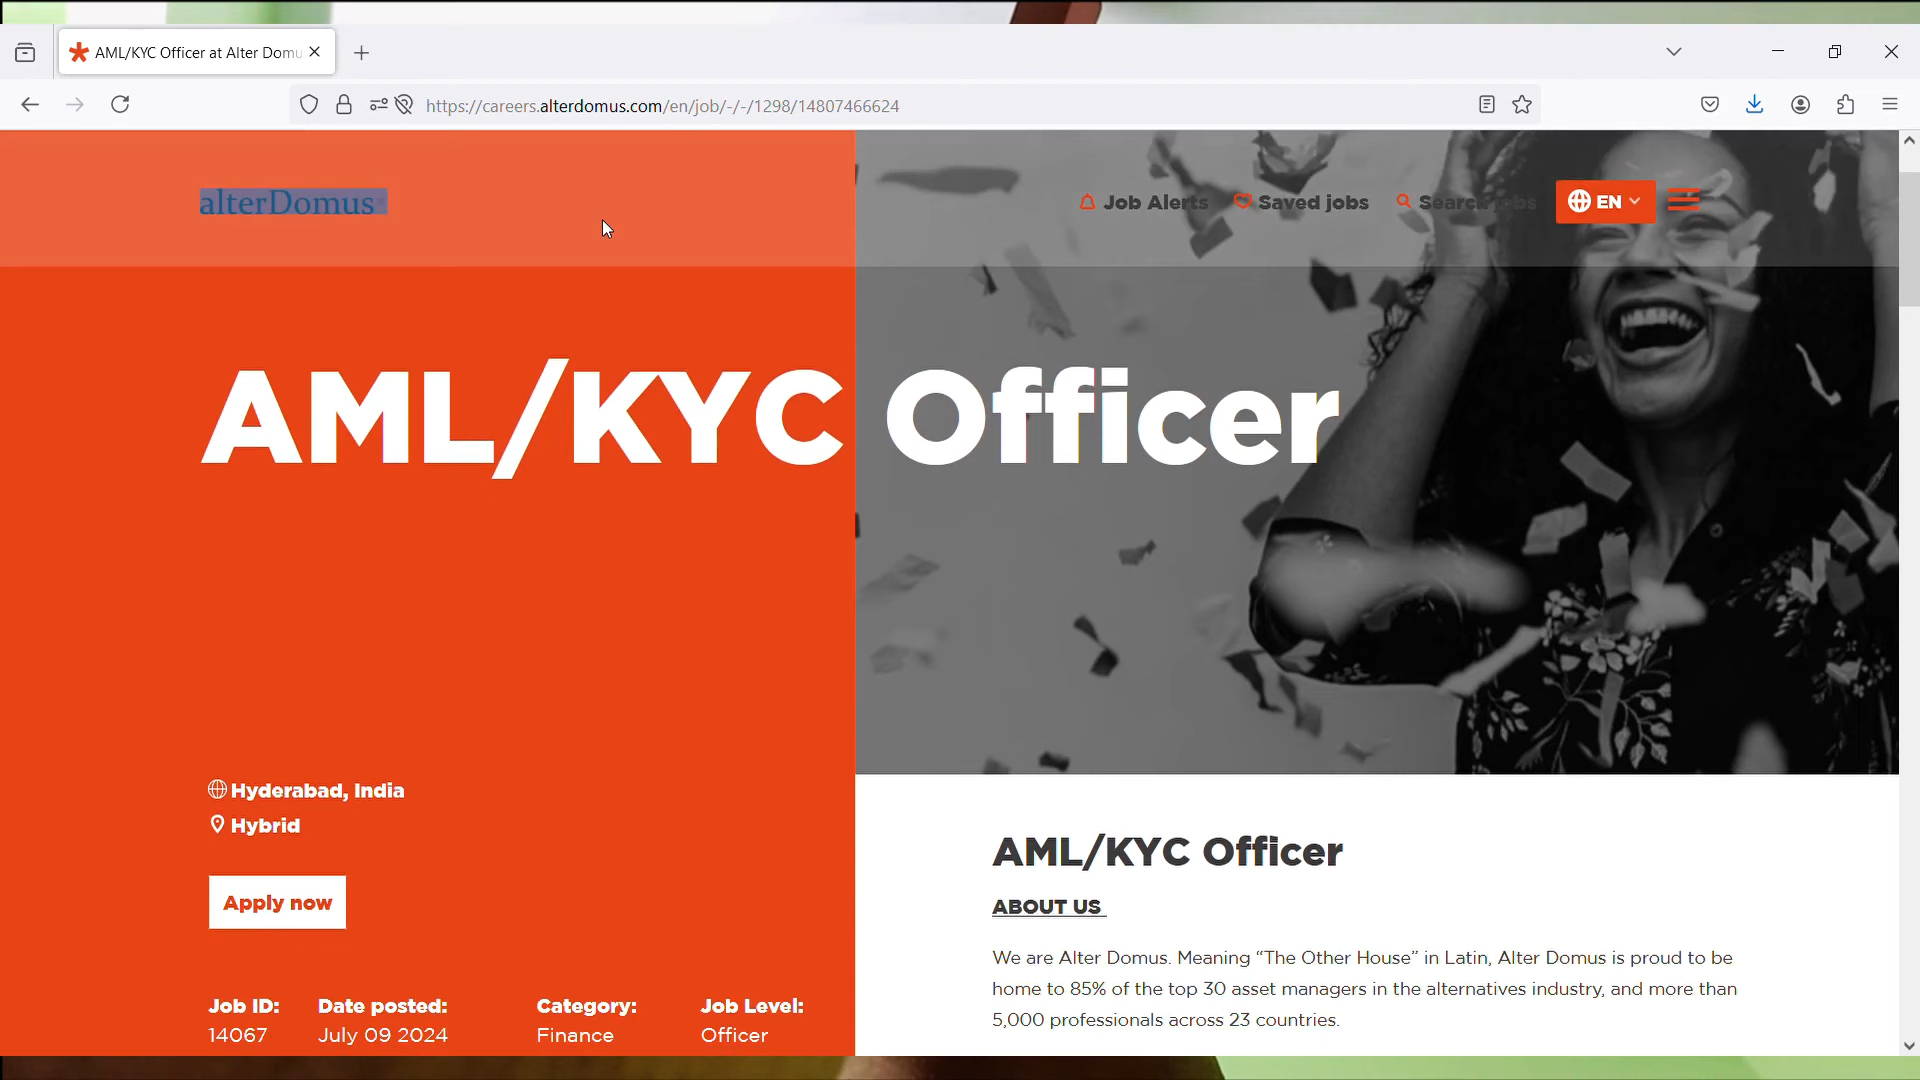 AML/KYC Officer at Alter Domu
https://careers.alterdomus.com/en/job/-/-/1298/14807466624
alterDomus
Job Alerts
Saved jobs
Search jobs
EN
AML/KYC Officer
Hyderabad, India
Hybrid
Apply now
Job ID:
14067
Date posted:
July 09 2024
Category:
Finance
Job Level:
Officer
AML/KYC Officer
ABOUT US
We are Alter Domus. Meaning “The Other House” in Latin, Alter Domus is proud to be
home to 85% of the top 30 asset managers in the alternatives industry, and more than
5,000 professionals across 23 countries.